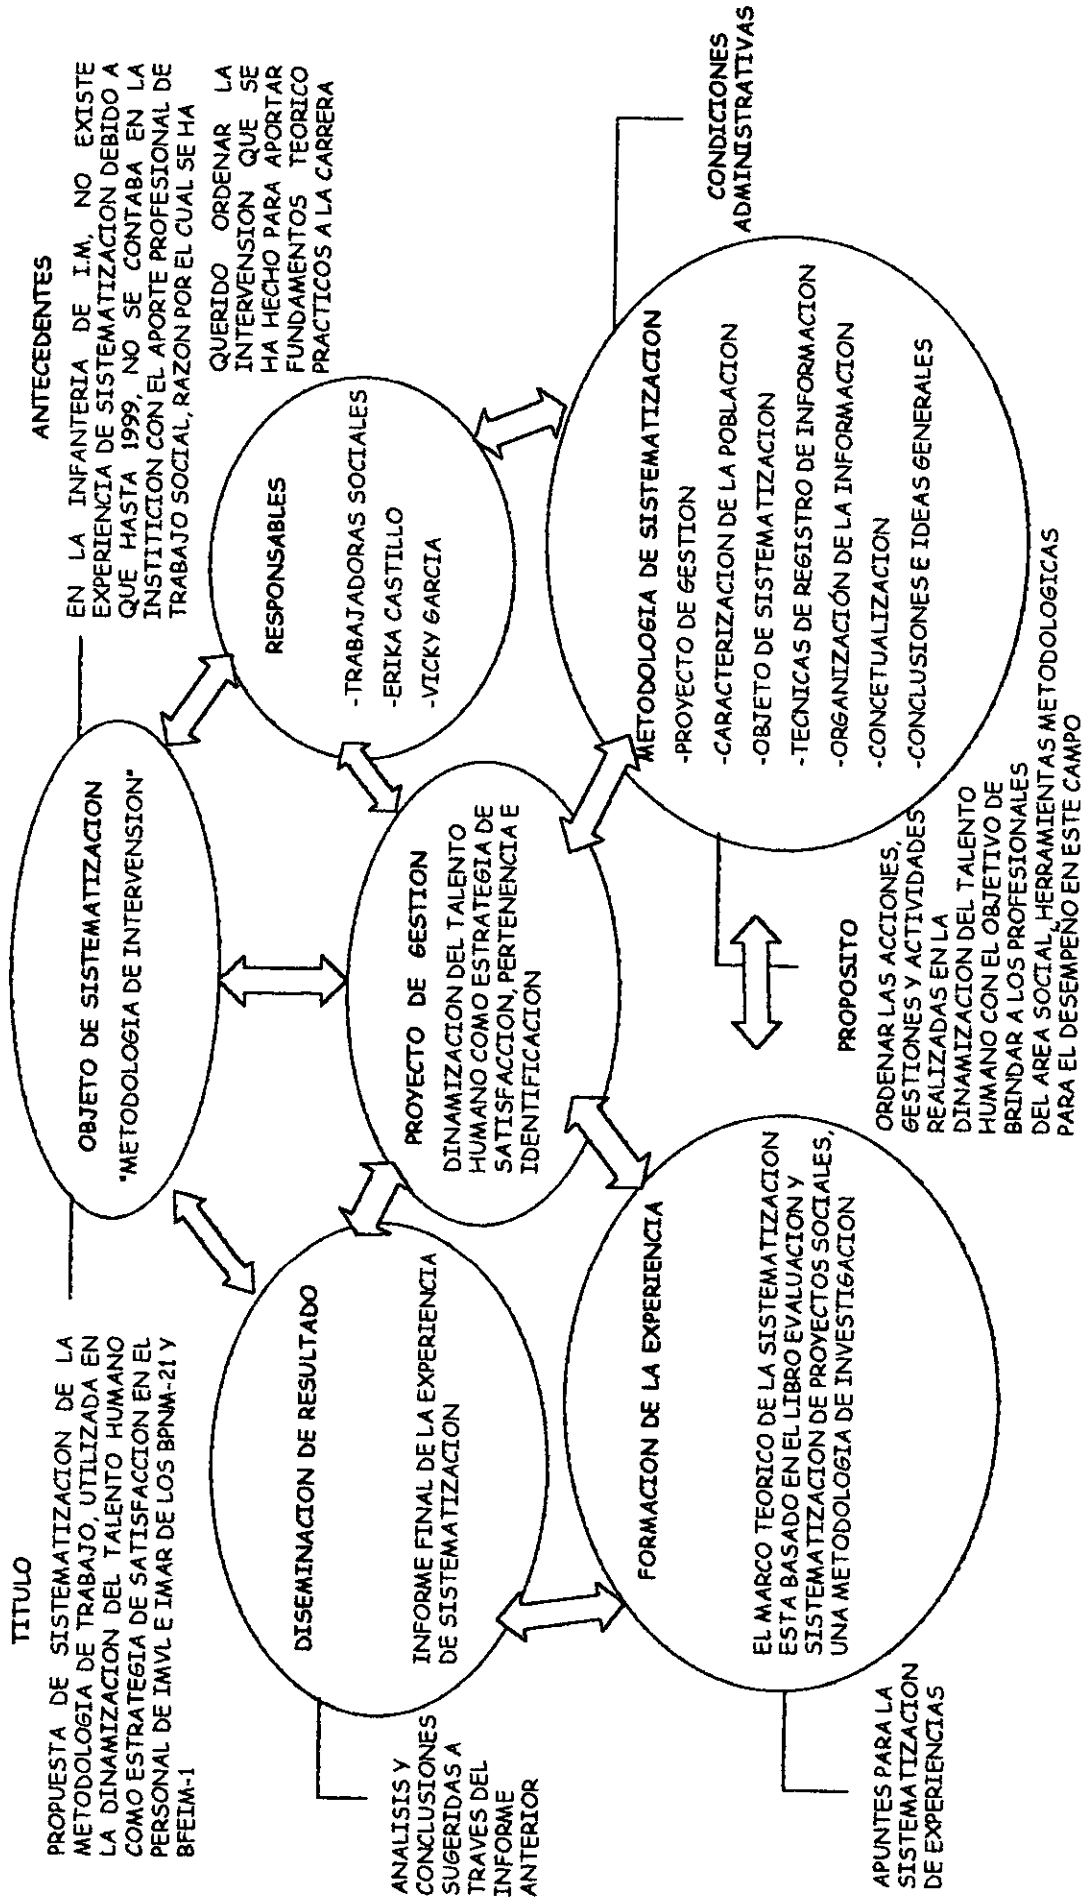 TITULO
PROPUESTA DE SISTEMATIZACION DE LA
METODOLOGIA DE TRABAJO, UTILIZADA EN
LA DINAMIZACION DEL TALENTO HUMANO
COMO ESTRATEGIA DE SATISFACCION EN EL
PERSONAL DE IMVL E IMAR DE LOS BPNM-21 Y
BFEIM-1
OBJETO DE SISTEMATIZACION
"METODOLOGIA DE INTERVENSION"
ANTECEDENTES
EN LA INFANTERIA DE I.M, NO EXISTE
EXPERIENCIA DE SISTEMATIZACION DEBIDO A
QUE HASTA 1999, NO SE CONTABA EN LA
INSTITICION CON EL APORTE PROFESIONAL DE
TRABAJO SOCIAL, RAZON POR EL CUAL SE HA
QUERIDO ORDENAR LA
INTERVENSION QUE SE
HA HECHO PARA APORTAR
FUNDAMENTOS TEORICO
PRACTICOS A LA CARRERA
DISEMINACION DE RESULTADO
INFORME FINAL DE LA EXPERIENCIA
DE SISTEMATIZACION
ANALISIS Y
CONCLUSIONES
SUGERIDAS A
TRAVES DEL
INFORME
ANTERIOR
PROYECTO DE GESTION
DINAMIZACION DEL TALENTO
HUMANO COMO ESTRATEGIA DE
SATISFACCION, PERTENENCIA E
IDENTIFICACION
RESPONSABLES
-TRABAJADORAS SOCIALES
-ERIKA CASTILLO
-VICKY GARCIA
FORMACION DE LA EXPERIENCIA
EL MARCO TEORICO DE LA SISTEMATIZACION
ESTA BASADO EN EL LIBRO EVALUACION Y
SISTEMATIZACION DE PROYECTOS SOCIALES,
UNA METODOLOGIA DE INVESTIGACION
APUNTES PARA LA
SISTEMATIZACION
DE EXPERIENCIAS
PROPOSITO
ORDENAR LAS ACCIONES,
GESTIONES Y ACTIVIDADES
REALIZADAS EN LA
DINAMIZACION DEL TALENTO
HUMANO CON EL OBJETIVO DE
BRINDAR A LOS PROFESIONALES
DEL AREA SOCIAL, HERRAMIENTAS METODOLOGICAS
PARA EL DESEMPEÑO EN ESTE CAMPO
METODOLOGIA DE SISTEMATIZACION
-PROYECTO DE GESTION
-CARACTERIZACION DE LA POBLACION
-OBJETO DE SISTEMATIZACION
-TECNICAS DE REGISTRO DE INFORMACION
-ORGANIZACIÓN DE LA INFORMACION
-CONCETUALIZACION
-CONCLUSIONES E IDEAS GENERALES
CONDICIONES
ADMINISTRATIVAS